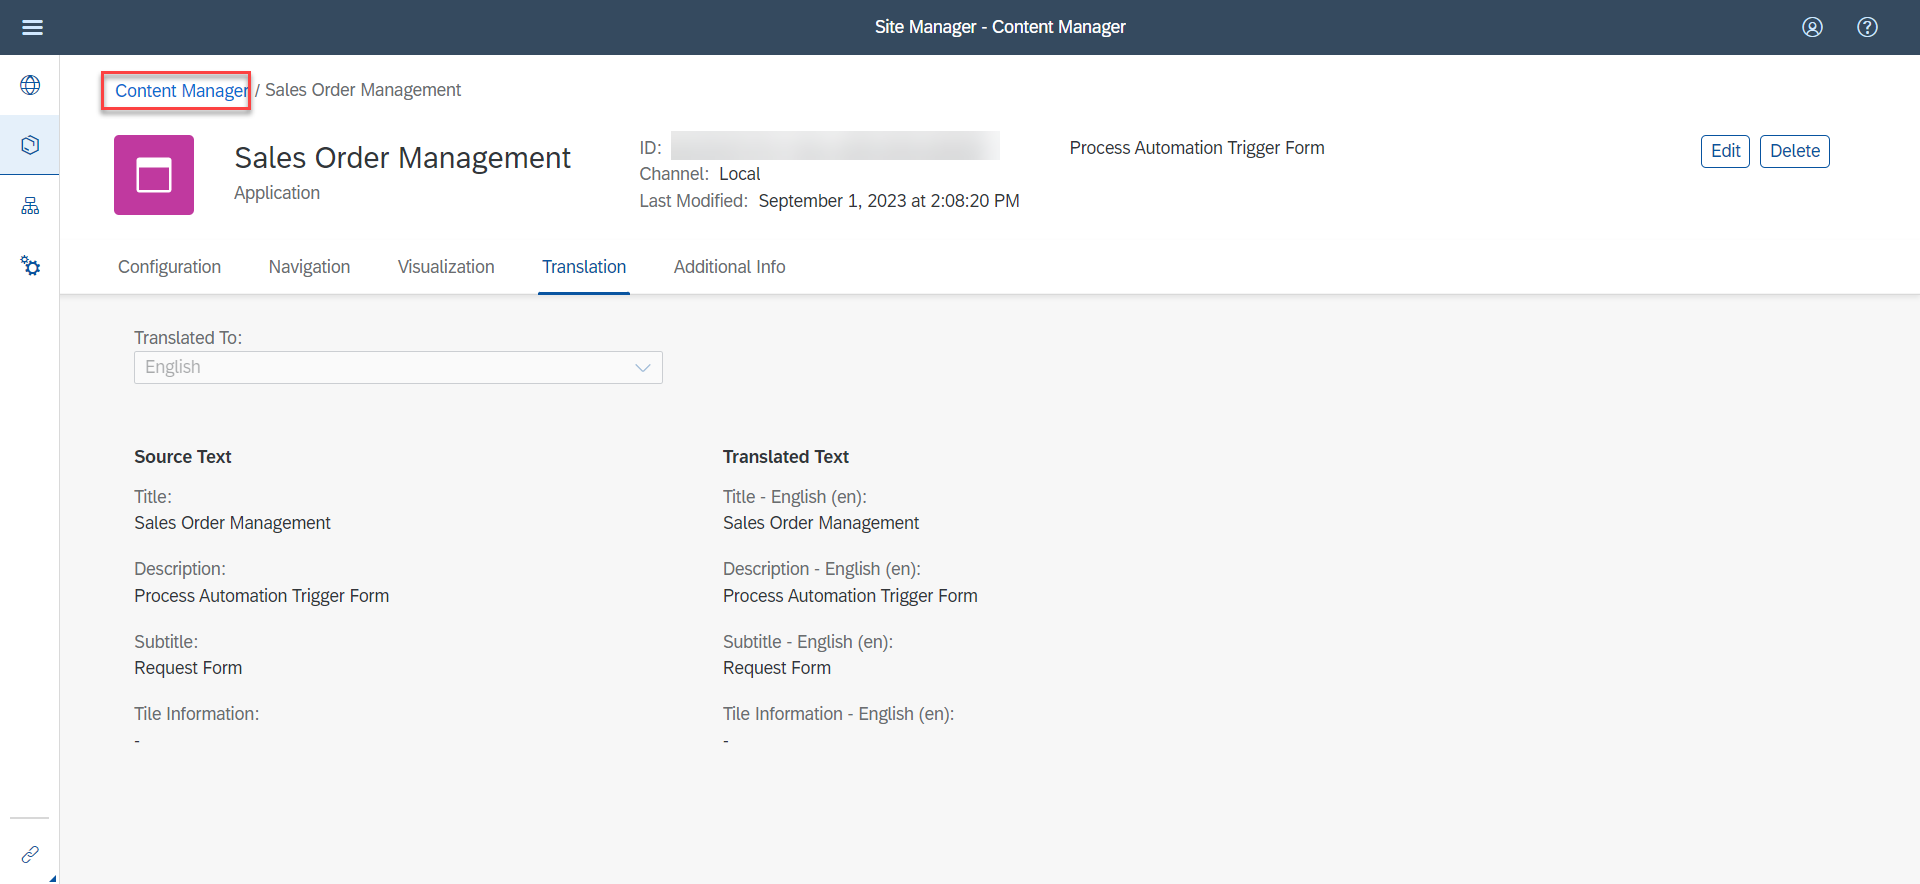 Site Manager - Content Manager
Content Manager / Sales Order Management
Sales Order Management
Application
ID:
Channel: Local
Last Modified: September 1, 2023 at 2:08:20 PM
Process Automation Trigger Form
Edit
Delete
Configuration
Navigation
Visualization
Translation
Additional Info
Translated To:
English
Source Text
Title:
Sales Order Management
Description:
Process Automation Trigger Form
Subtitle:
Request Form
Tile Information:
-
Translated Text
Title - English (en):
Sales Order Management
Description - English (en):
Process Automation Trigger Form
Subtitle - English (en):
Request Form
Tile Information - English (en):
-